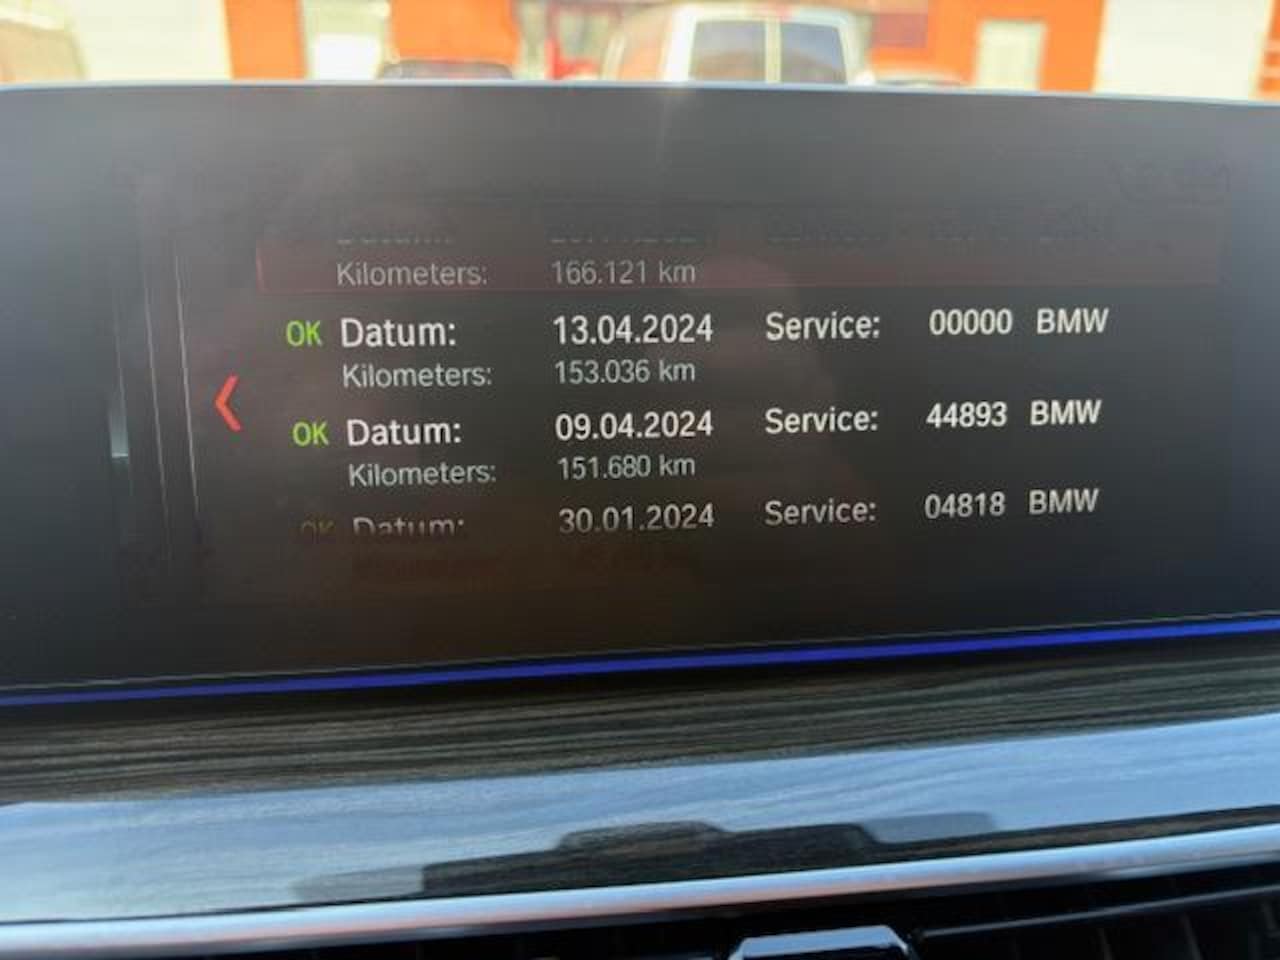 Kilometers: 166.121 km
OK Datum: 13.04.2024 Service: 00000 BMW
Kilometers: 153.036 km
OK Datum: 09.04.2024 Service: 44893 BMW
Kilometers: 151.680 km
OK Datum: 30.01.2024 Service: 04818 BMW